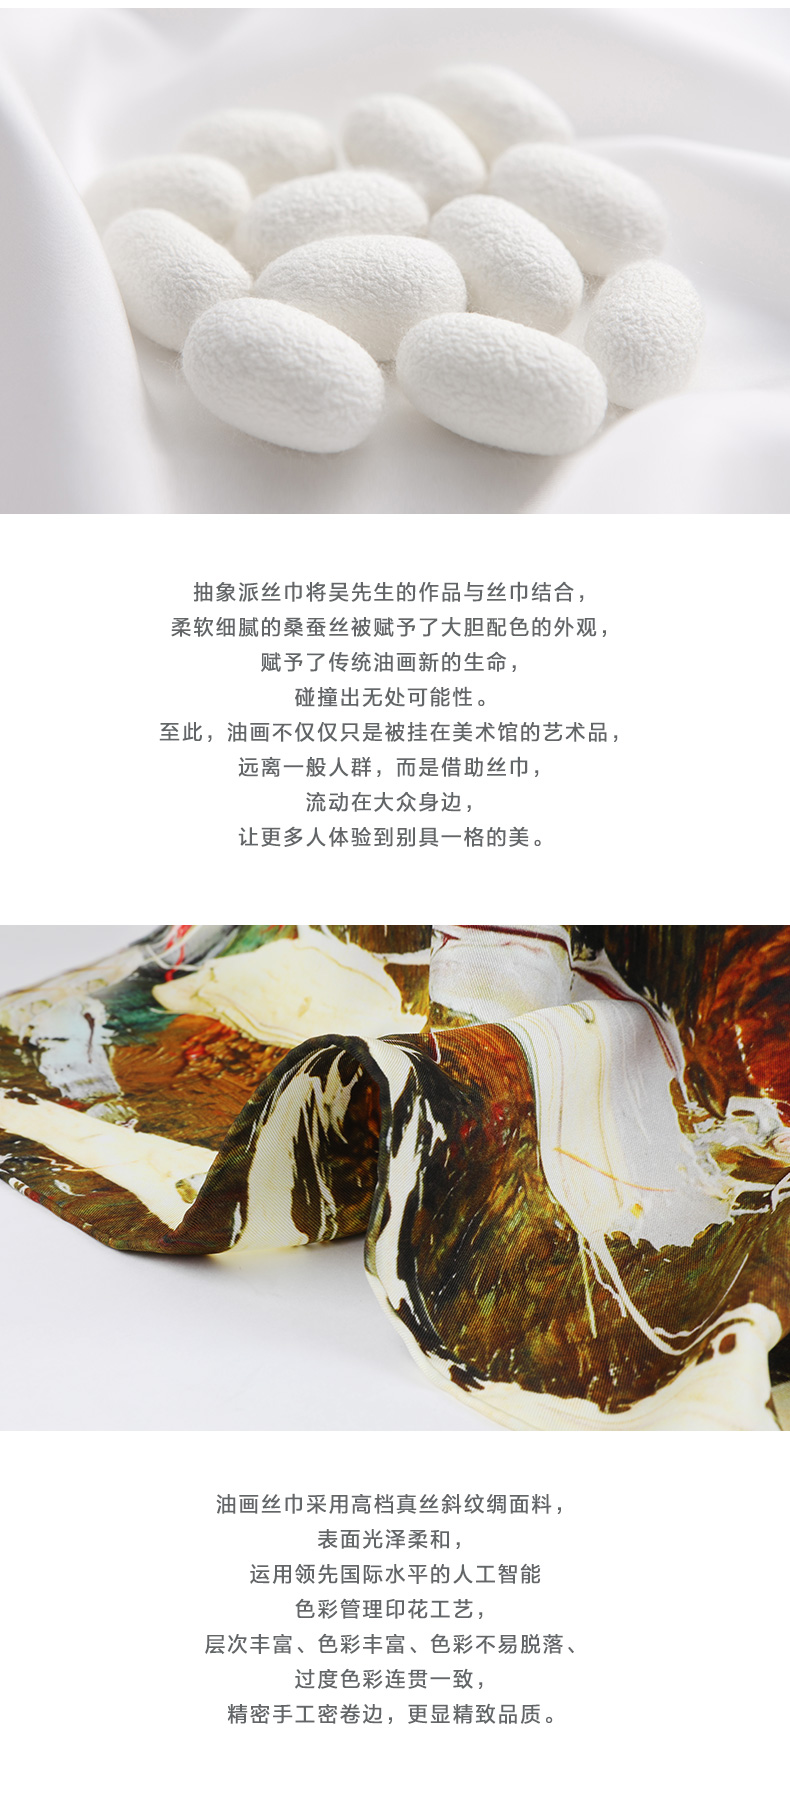 抽象派丝巾将吴先生的作品与丝巾结合，
柔软细腻的桑蚕丝被赋予了大胆配色的外观，
赋予了传统油画新的生命，
碰撞出无处可能性。
至此，油画不仅仅只是被挂在美术馆的艺术品，
远离一般人群，而是借助丝巾，
流动在大众身边，
让更多人体验到别具一格的美。
油画丝巾采用高档真丝斜纹绸面料，
表面光泽柔和，
运用领先国际水平的人工智能
色彩管理印花工艺，
层次丰富、色彩丰富、色彩不易脱落、
过度色彩连贯一致，
精密手工密卷边，更显精致品质。